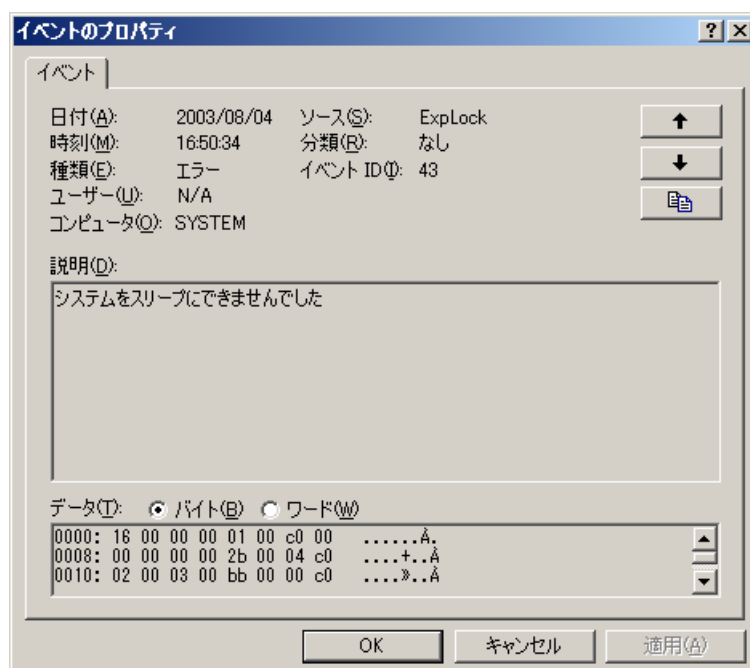 イベントのプロパティ
イベント
日付(A): 2003/08/04 ソース(S): ExpLock
時刻(M): 16:50:34 分類(R): なし
種類(E): エラー イベント ID(I): 43
ユーザー(U): N/A
コンピュータ(O): SYSTEM
説明(D):
システムをスリープにできませんでした
データ(T): バイト(B) ワード(W)
0000: 16 00 00 00 01 00 c0 00 ......À.
0008: 00 00 00 00 2b 00 04 c0 ....+..À
0010: 02 00 03 00 bb 00 00 c0 ....»..À
OK キャンセル 適用(A)